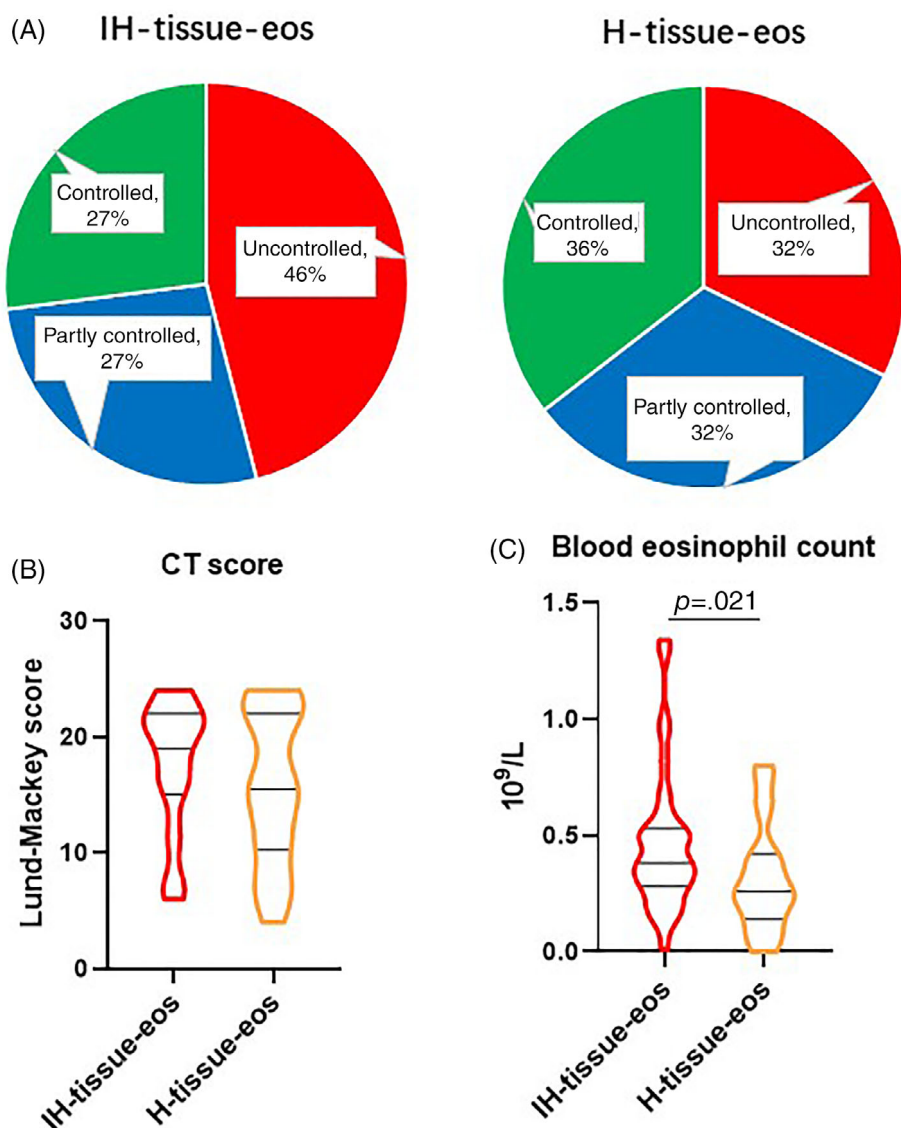 (A)
IH-tissue-eos
H-tissue-eos
Controlled,
27%
Uncontrolled,
46%
Partly controlled,
27%
Controlled,
36%
Uncontrolled,
32%
Partly controlled,
32%
(B)
CT score
Lund-Mackey score
30
20
10
0
IH-tissue-eos
H-tissue-eos
(C)
Blood eosinophil count
p=.021
10^9/L
1.5
1.0
0.5
0.0
IH-tissue-eos
H-tissue-eos